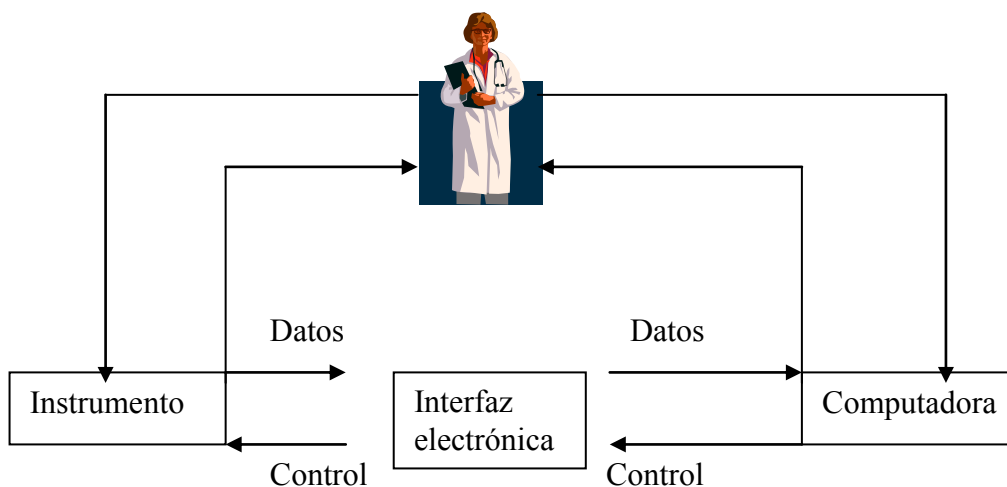 Datos
Datos
Instrumento
Interfaz
electrónica
Computadora
Control
Control